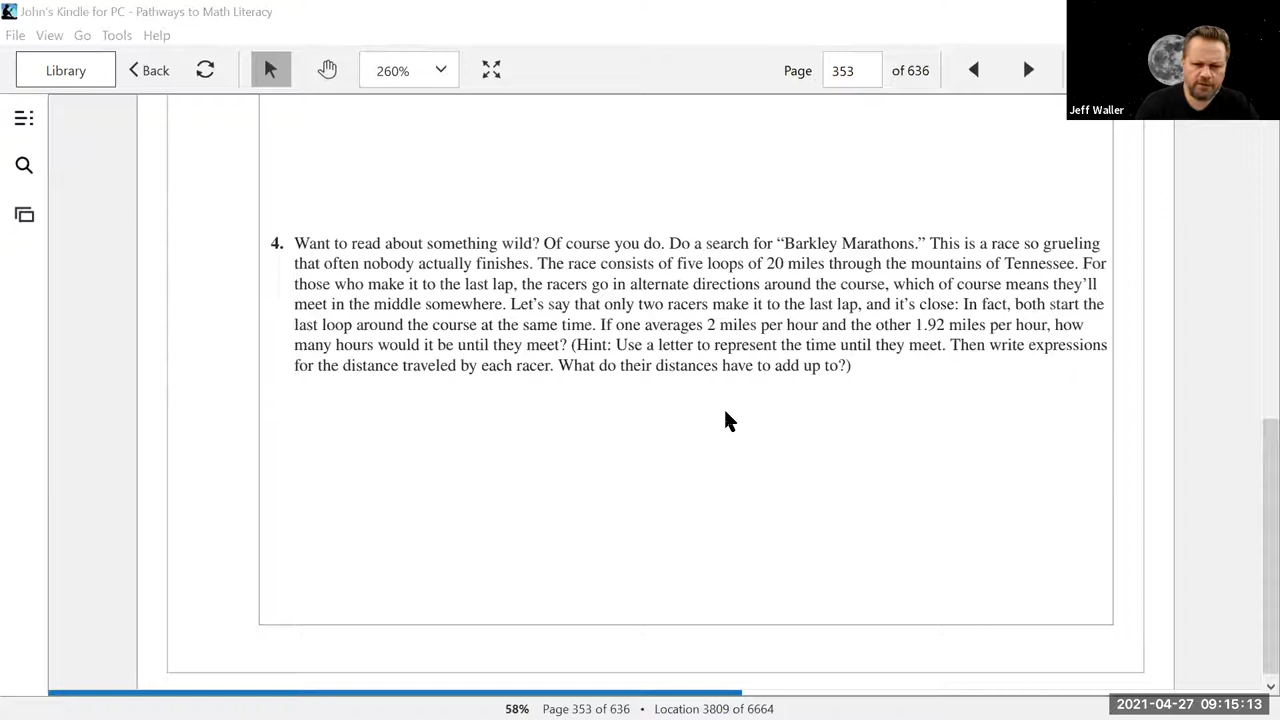 John's Kindle for PC - Pathways to Math Literacy
File View Go Tools Help
Library Back 260% Page 353 of 636
Jeff Waller
4. Want to read about something wild? Of course you do. Do a search for “Barkley Marathons.” This is a race so grueling
that often nobody actually finishes. The race consists of five loops of 20 miles through the mountains of Tennessee. For
those who make it to the last lap, the racers go in alternate directions around the course, which of course means they’ll
meet in the middle somewhere. Let’s say that only two racers make it to the last lap, and it’s close: In fact, both start the
last loop around the course at the same time. If one averages 2 miles per hour and the other 1.92 miles per hour, how
many hours would it be until they meet? (Hint: Use a letter to represent the time until they meet. Then write expressions
for the distance traveled by each racer. What do their distances have to add up to?)
58% Page 353 of 636 • Location 3809 of 6664
2021-04-27 09:15:13